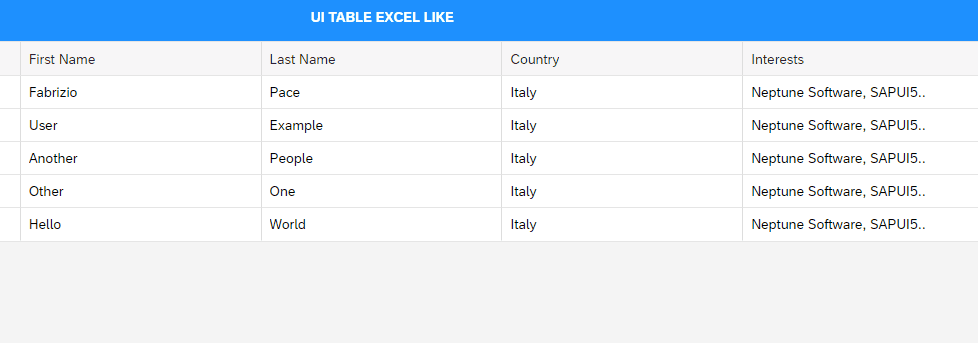 UI TABLE EXCEL LIKE
First Name Last Name Country Interests
Fabrizio Pace Italy Neptune Software, SAPUI5..
User Example Italy Neptune Software, SAPUI5..
Another People Italy Neptune Software, SAPUI5..
Other One Italy Neptune Software, SAPUI5..
Hello World Italy Neptune Software, SAPUI5..